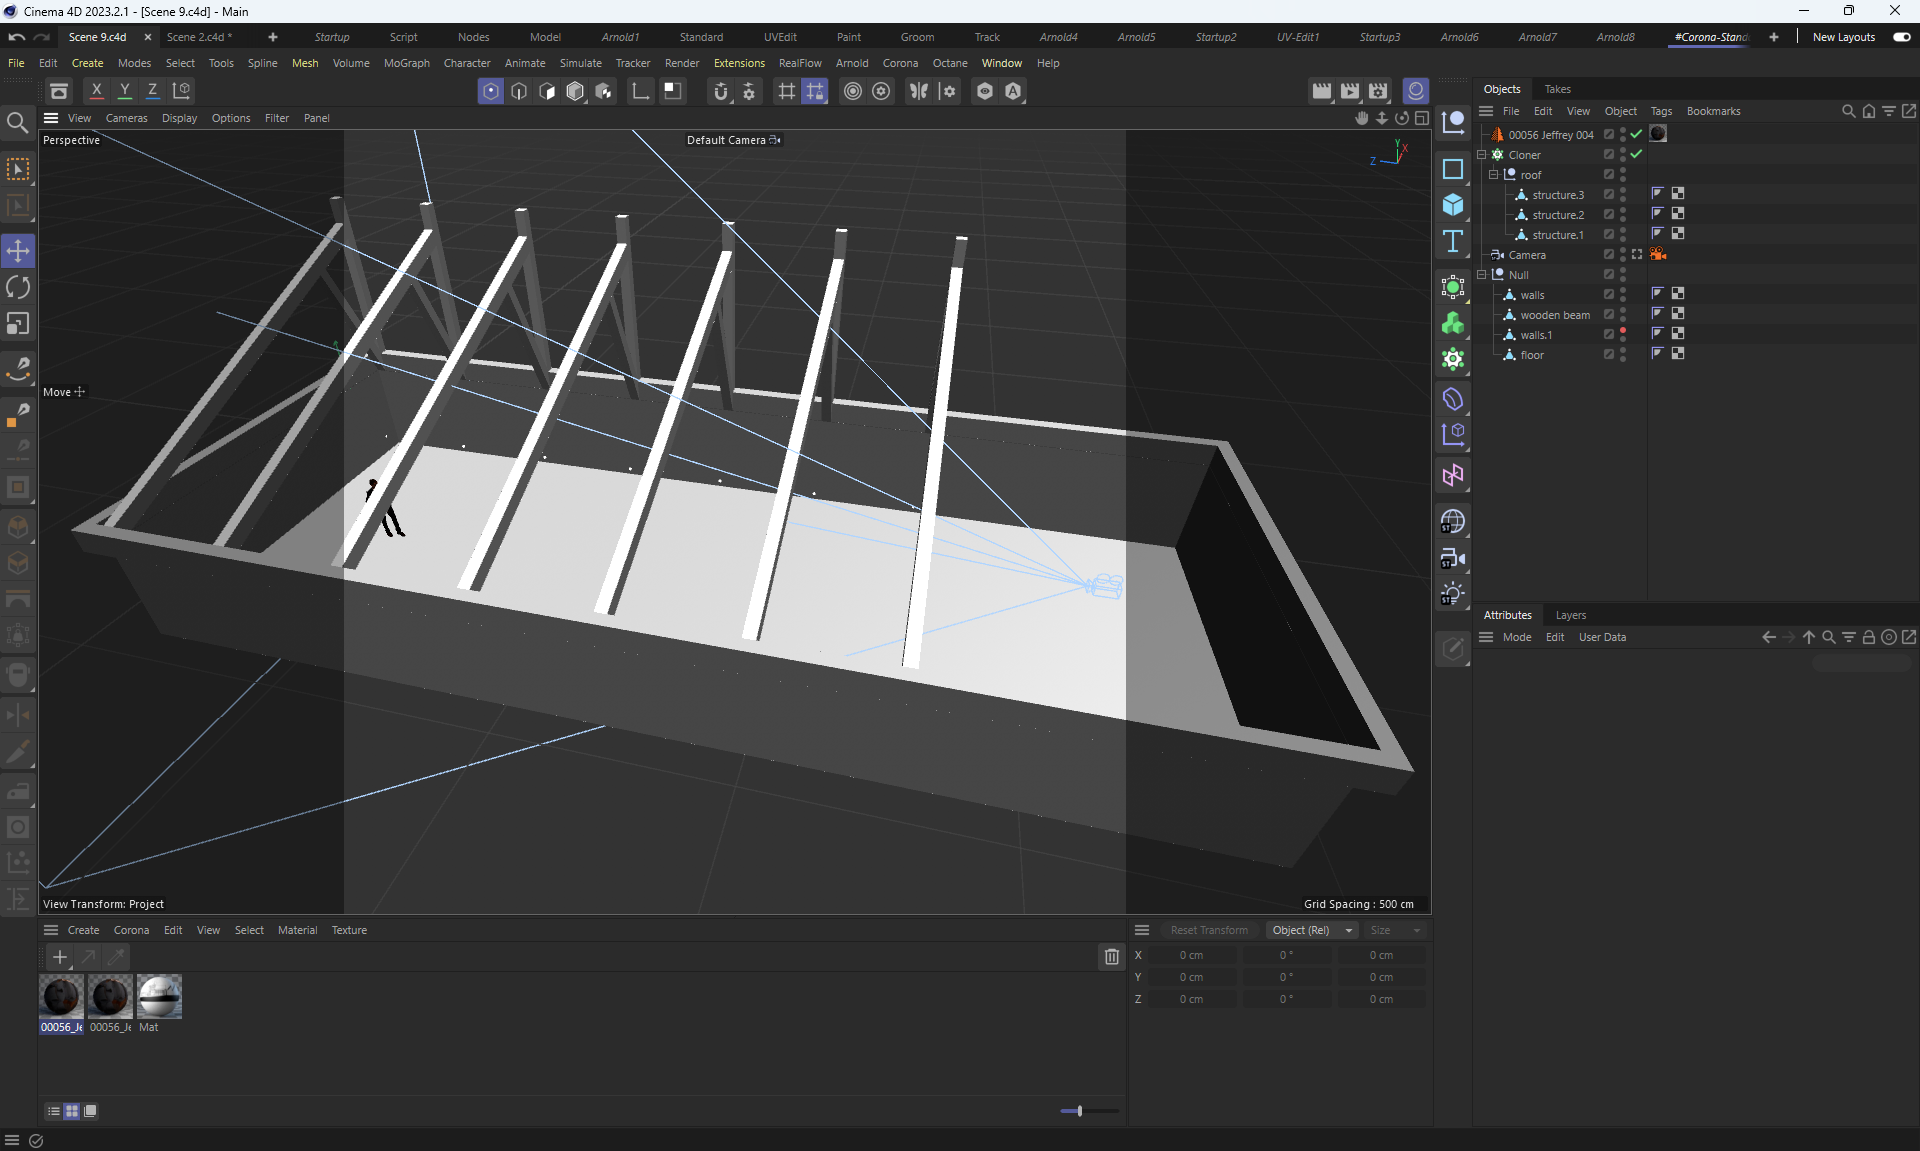 Cinema 4D 2023.2.1 - [Scene 9.c4d] - Main
Scene 9.c4d Scene 2.c4d * Startup Script Nodes Model Arnold1 Standard UVEdit Paint Groom Track Arnold4 Arnold5 Startup2 UV-Edit1 Startup3 Arnold6 Arnold7 Arnold8 #Corona-Stand New Layouts
File Edit Create Modes Select Tools Spline Mesh Volume MoGraph Character Animate Simulate Tracker Render Extensions RealFlow Arnold Corona Octane Window Help
X Y Z
View Cameras Display Options Filter Panel
Perspective
Default Camera
Y
X
Z
Move
View Transform: Project
Grid Spacing : 500 cm
Objects Takes
File Edit View Object Tags Bookmarks
00056 Jeffrey 004
Cloner
roof
structure.3
structure.2
structure.1
Camera
Null
walls
wooden beam
walls.1
floor
ST
ST
ST
Attributes Layers
Mode Edit User Data
Create Corona Edit View Select Material Texture
00056_Je 00056_Je Mat
Reset Transform Object (Rel) Size
X 0 cm 0 ° 0 cm
Y 0 cm 0 ° 0 cm
Z 0 cm 0 ° 0 cm